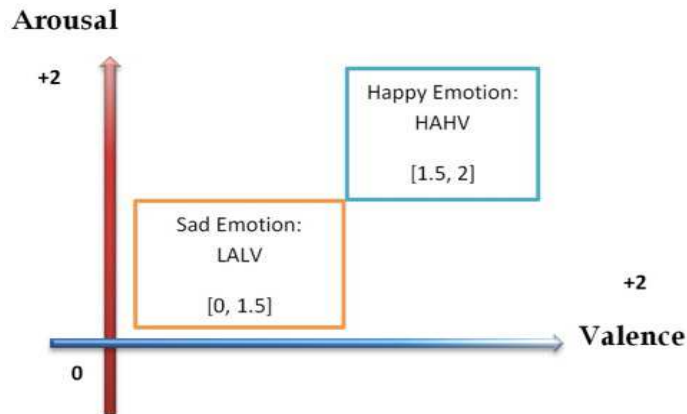 Arousal
+2
Happy Emotion:
HAHV
[1.5, 2]
Sad Emotion:
LALV
[0, 1.5]
+2
Valence
0